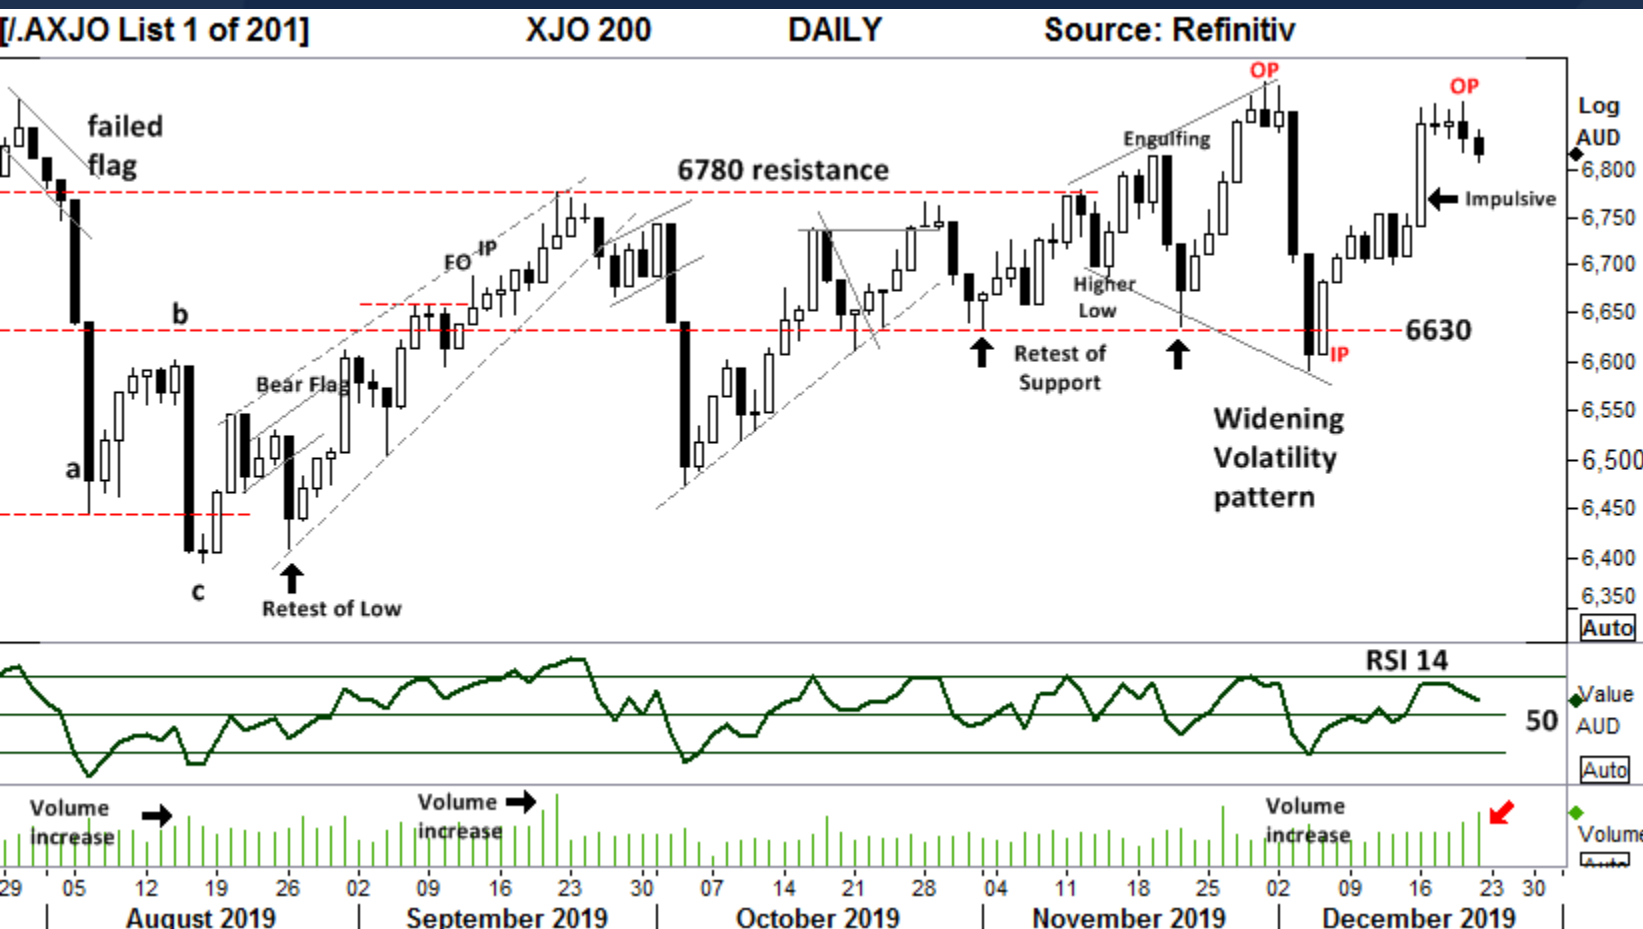 [/.AXJO List 1 of 201] XJO 200 DAILY Source: Refinitiv
failed
flag
a
b
c
Bear Flag
Retest of Low
EO IP
6780 resistance
Retest of
Support
Higher
Low
Engulfing
OP
OP
IP
Impulsive
6630
Widening
Volatility
pattern
Log
AUD
6,800
6,750
6,700
6,650
6,600
6,550
6,500
6,450
6,400
6,350
Auto
RSI 14
50
Value
AUD
Auto
Volume
increase
Volume
increase
Volume
increase
Volume
Auto
29 05 12 19 26 02 09 16 23 30 07 14 21 28 04 11 18 25 02 09 16 23 30
August 2019 September 2019 October 2019 November 2019 December 2019